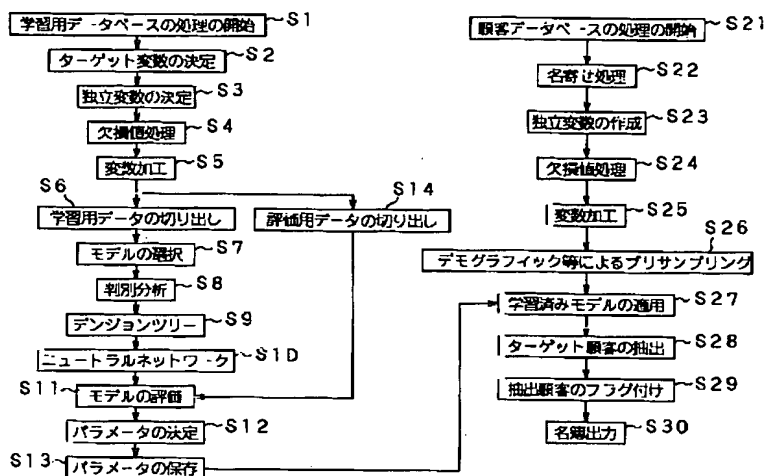 学習用データベースの処理の開始 S1
ターゲット変数の決定 S2
独立変数の決定 S3
欠損値処理 S4
変数加工 S5
S6 学習用データの切り出し
S14 評価用データの切り出し
モデルの選択 S7
判別分析 S8
デンジョンツリー S9
ニュートラルネットワーク S1D
S11 モデルの評価
パラメータの決定 S12
S13 パラメータの保存
顧客データベースの処理の開始 S21
名寄せ処理 S22
独立変数の作成 S23
欠損値処理 S24
変数加工 S25
S26
デモグラフィック等によるプリサンプリング
学習済みモデルの適用 S27
ターゲット顧客の抽出 S28
抽出顧客のフラグ付け S29
名簿出力 S30